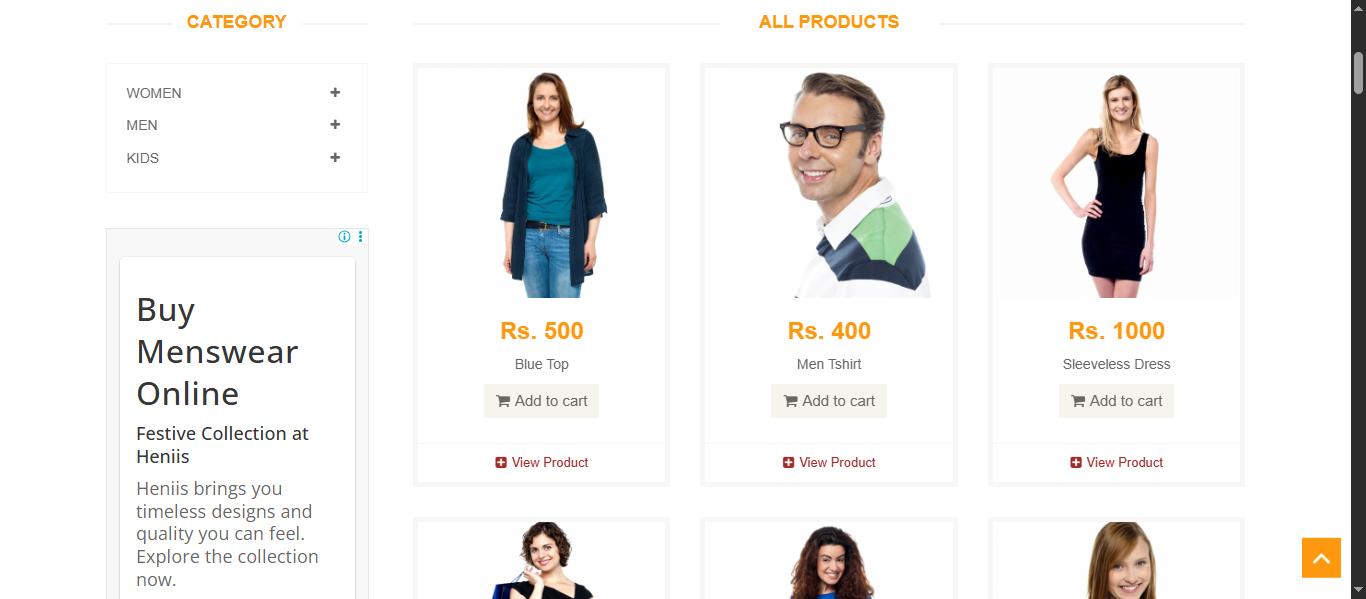 CATEGORY
ALL PRODUCTS
WOMEN
MEN
KIDS
Buy
Menswear
Online
Festive Collection at
Heniis
Heniis brings you
timeless designs and
quality you can feel.
Explore the collection
now.
Rs. 500
Blue Top
Add to cart
View Product
Rs. 400
Men Tshirt
Add to cart
View Product
Rs. 1000
Sleeveless Dress
Add to cart
View Product